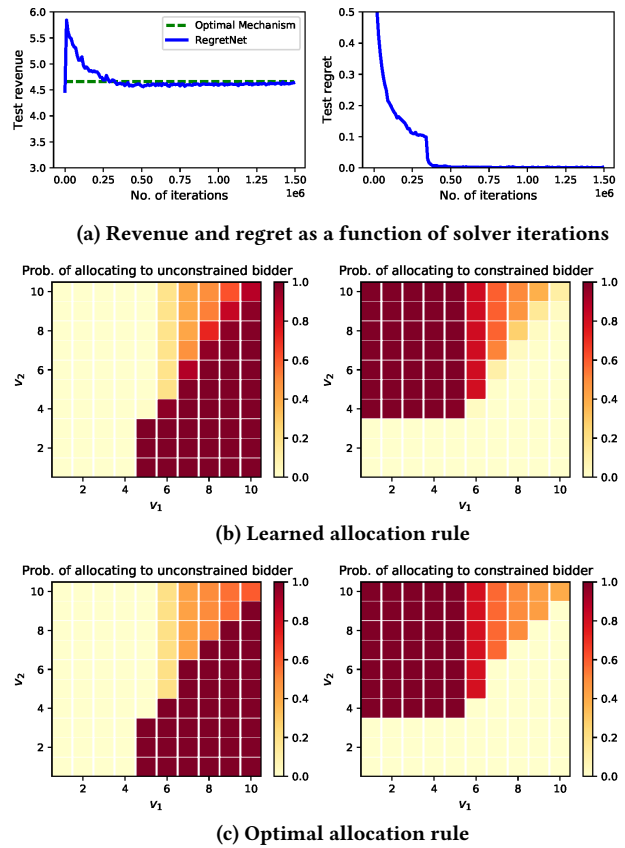 6.0
5.5
5.0
4.5
4.0
3.5
3.0
Test revenue
Optimal Mechanism
RegretNet
0.00 0.25 0.50 0.75 1.00 1.25 1.50
No. of iterations
1e6
0.5
0.4
0.3
0.2
0.1
0.0
Test regret
0.00 0.25 0.50 0.75 1.00 1.25 1.50
No. of iterations
1e6
(a) Revenue and regret as a function of solver iterations
Prob. of allocating to unconstrained bidder
10
8
6
4
2
v2
2 4 6 8 10
v1
1.0
0.8
0.6
0.4
0.2
0.0
Prob. of allocating to constrained bidder
10
8
6
4
2
v2
2 4 6 8 10
v1
1.0
0.8
0.6
0.4
0.2
0.0
(b) Learned allocation rule
Prob. of allocating to unconstrained bidder
10
8
6
4
2
v2
2 4 6 8 10
v1
1.0
0.8
0.6
0.4
0.2
0.0
Prob. of allocating to constrained bidder
10
8
6
4
2
v2
2 4 6 8 10
v1
1.0
0.8
0.6
0.4
0.2
0.0
(c) Optimal allocation rule